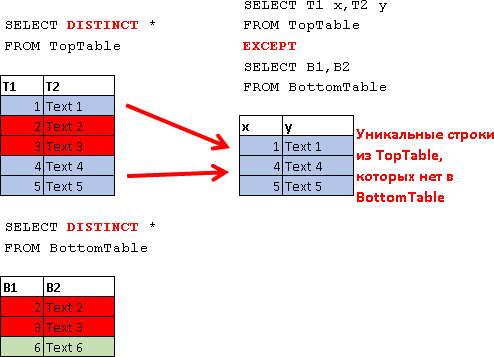 SELECT DISTINCT *
FROM TopTable
T1 T2
1 Text 1
2 Text 2
3 Text 3
4 Text 4
5 Text 5
SELECT DISTINCT *
FROM BottomTable
B1 B2
2 Text 2
3 Text 3
6 Text 6
SELECT T1 x,T2 y
FROM TopTable
EXCEPT
SELECT B1,B2
FROM BottomTable
x y
1 Text 1
4 Text 4
5 Text 5
Уникальные строки
из TopTable,
которых нет в
BottomTable